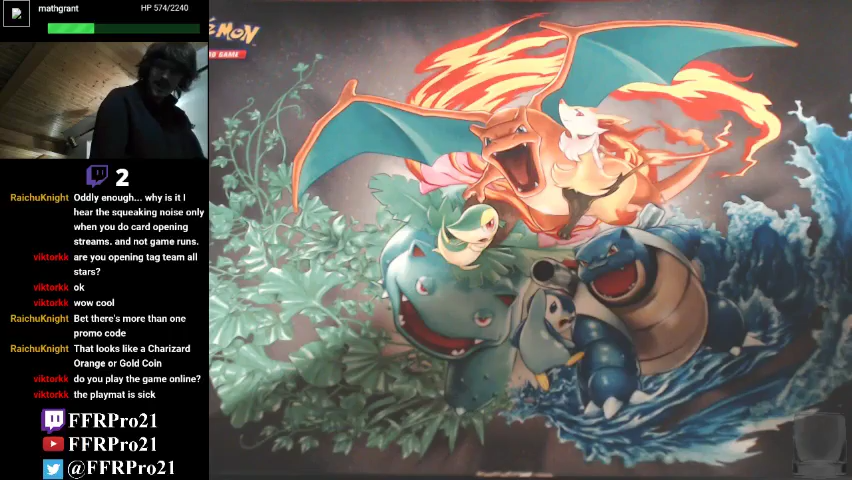 mathgrant
HP 574/2240
2
RaichuKnight Oddly enough... why is it I
hear the squeaking noise only
when you do card opening
streams. and not game runs.
viktorkk are you opening tag team all
stars?
viktorkk ok
viktorkk wow cool
RaichuKnight Bet there's more than one
promo code
RaichuKnight That looks like a Charizard
Orange or Gold Coin
viktorkk do you play the game online?
viktorkk the playmat is sick
FFRPro21
FFRPro21
@FFRPro21